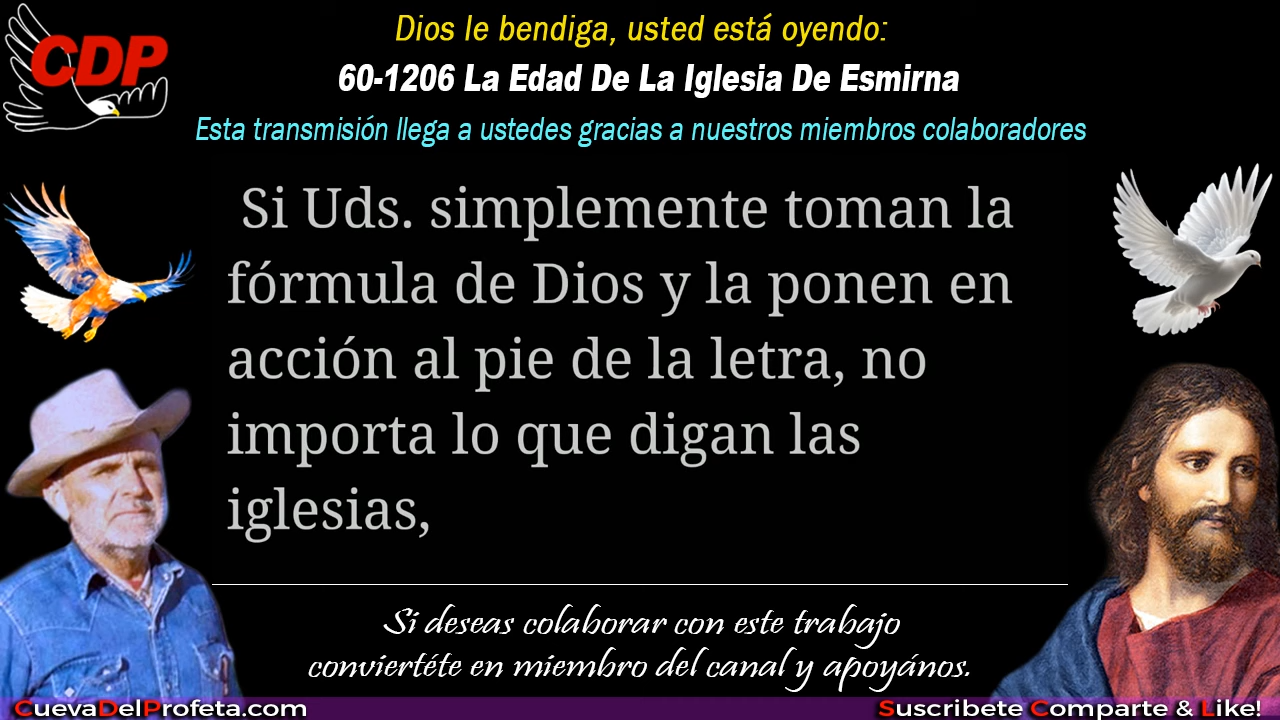 CDP
Dios le bendiga, usted está oyendo:
60-1206 La Edad De La Iglesia De Esmirna
Esta transmisión llega a ustedes gracias a nuestros miembros colaboradores
Si Uds. simplemente toman la
fórmula de Dios y la ponen en
acción al pie de la letra, no
importa lo que digan las
iglesias,
Si deseas colaborar con este trabajo
conviertéte en miembro del canal y apoyános.
CuevaDelProfeta.com
Suscribete Comparte & Like!